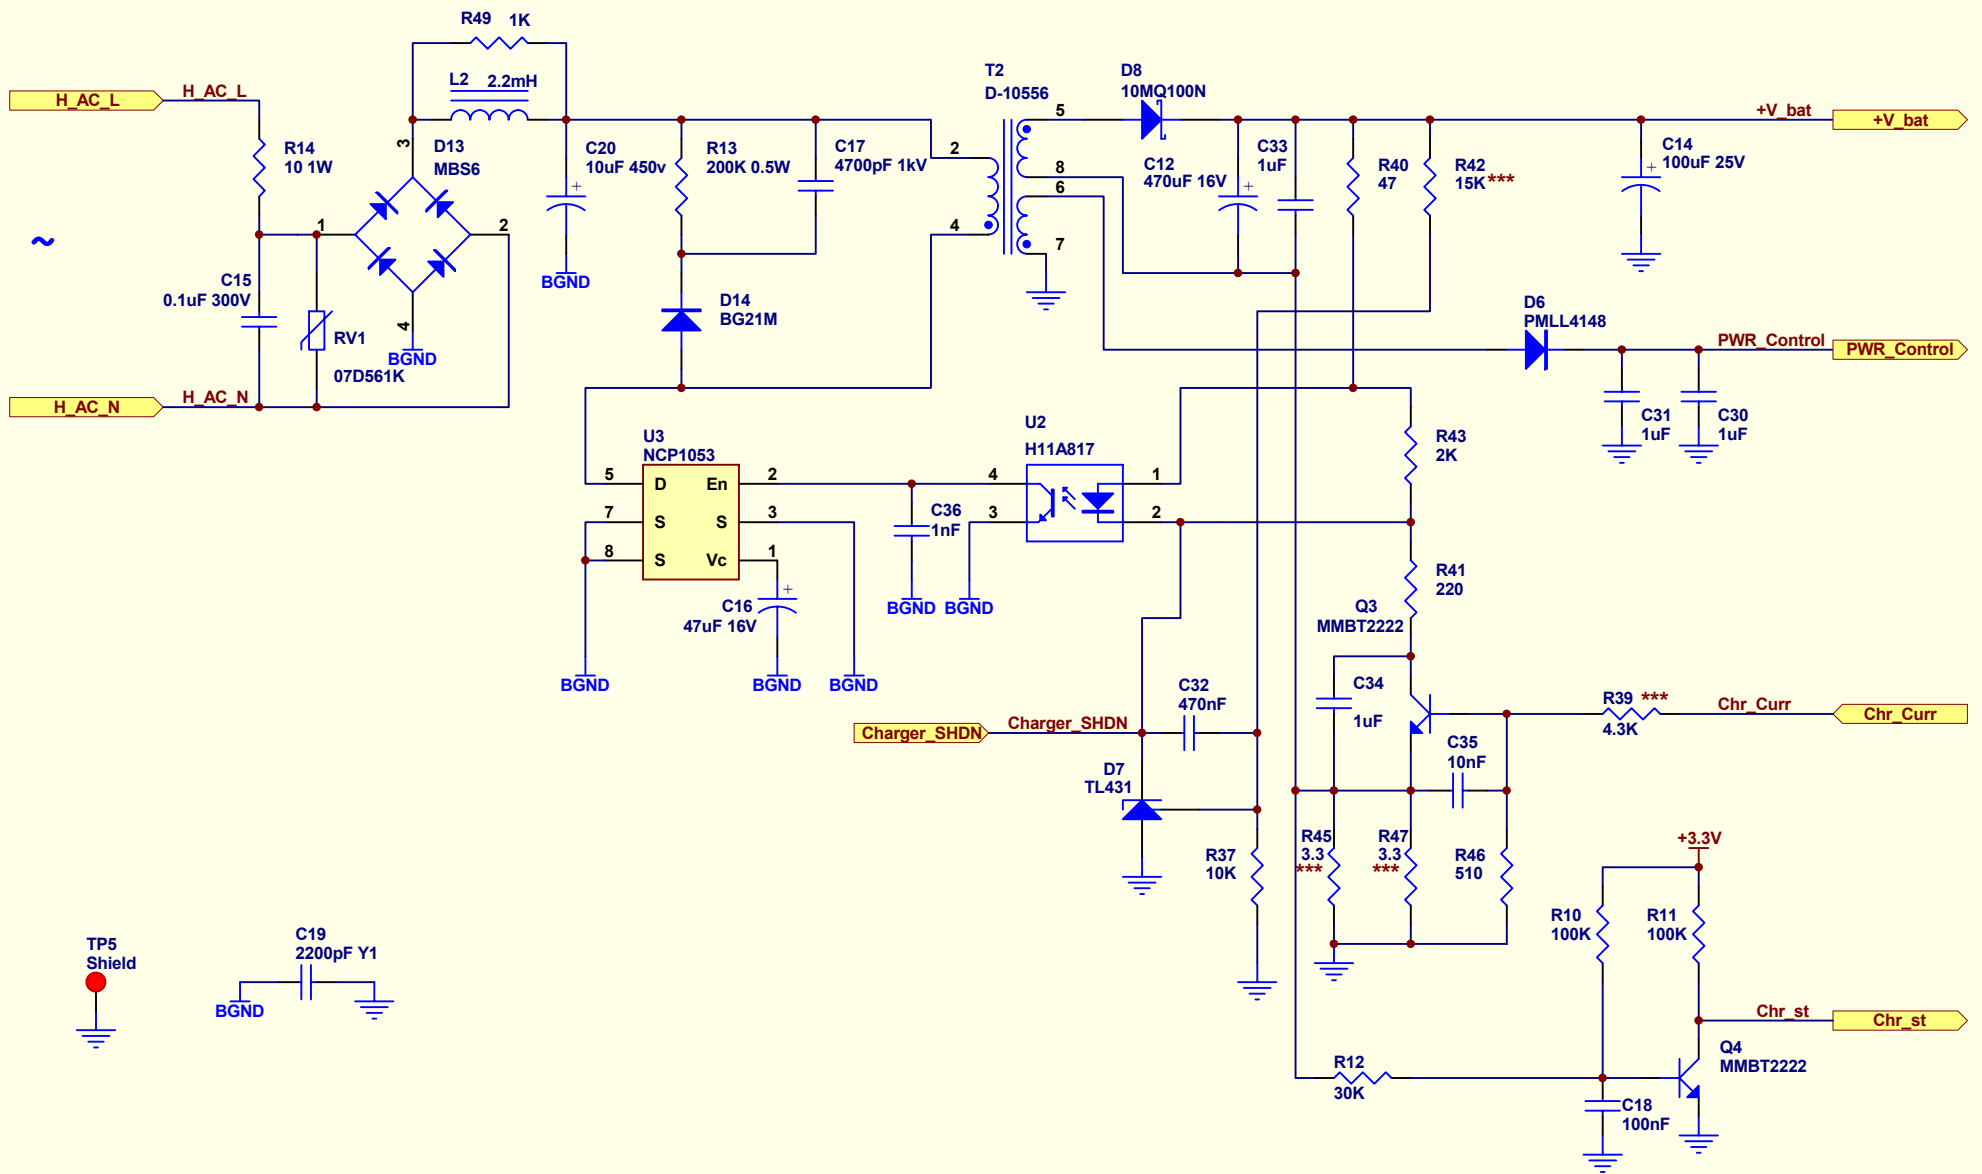 R49 1K
L2 2.2mH
H_AC_L H_AC_L
R14
10 1W
D13
MBS6
3
1
2
4
BGND
~
C15
0.1uF 300V
RV1
07D561K
H_AC_N H_AC_N
C20
10uF 450v
+
BGND
R13
200K 0.5W
C17
4700pF 1kV
D14
BG21M
T2
D-10556
2
4
5
8
6
7
D8
10MQ100N
C12
470uF 16V
+
C33
1uF
R40
47
R42
15K***
C14
100uF 25V
+
+V_bat +V_bat
D6
PMLL4148
PWR_Control PWR_Control
C31
1uF
C30
1uF
U3
NCP1053
5 D En 2
7 S S 3
8 S Vc 1
C16
47uF 16V
+
BGND
BGND
BGND
C36
1nF
BGND
BGND
U2
H11A817
4
3
1
2
R43
2K
R41
220
Q3
MMBT2222
C34
1uF
C32
470nF
Charger_SHDN Charger_SHDN
D7
TL431
R37
10K
R39 ***
4.3K
Chr_Curr Chr_Curr
C35
10nF
R45
3.3
***
R47
3.3
***
R46
510
+3.3V
R10
100K
R11
100K
Chr_st Chr_st
Q4
MMBT2222
R12
30K
C18
100nF
TP5
Shield
C19
2200pF Y1
BGND